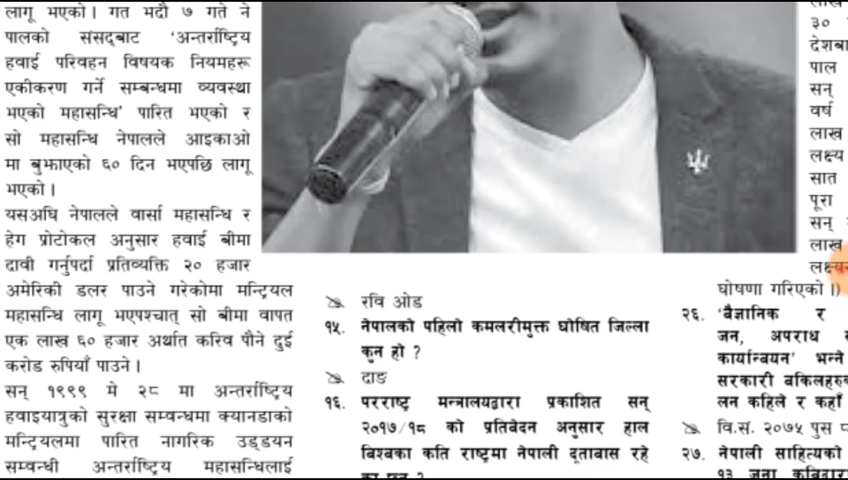 लागू भएको। गत भदौ ७ गते ने
पालको संसद्बाट 'अन्तर्राष्ट्रिय
हवाई परिवहन विषयक नियमहरू
एकीकरण गर्ने सम्बन्धमा व्यवस्था
भएको महासन्धि' पारित भएको र
सो महासन्धि नेपालले आइकाओ
मा बुझाएको ६० दिन भएपछि लागू
भएको।
यसअघि नेपालले वार्सा महासन्धि र
हेग प्रोटोकल अनुसार हवाई बीमा
दावी गर्नुपर्दा प्रतिव्यक्ति २० हजार
अमेरिकी डलर पाउने गरेकोमा मन्ट्रियल
महासन्धि लागू भएपश्चात् सो बीमा वापत
एक लाख ६० हजार अर्थात करिव पौने दुई
करोड रुपियाँ पाउने।
सन् १९९९ मे २८ मा अन्तर्राष्ट्रिय
हवाइयात्रुको सुरक्षा सम्वन्धमा क्यानडाको
मन्ट्रियलमा पारित नागरिक उड्डयन
सम्वन्धी अन्तर्राष्ट्रिय महासन्धिलाई
रवि ओड
१५. नेपालको पहिलो कमलरीमुक्त घोषित जिल्ला
कुन हो ?
दाङ
१६. परराष्ट्र मन्त्रालयद्वारा प्रकाशित सन्
२०१७/१८ को प्रतिवेदन अनुसार हाल
विश्वका कति राष्ट्रमा नेपाली दूतावास रहे
३०
देशबा
पाल
सन्
वर्ष
लाख
लक्ष्य
सात
पूरा
सन्
लाख
घोषणा गरिएको।)
२६. 'वैज्ञानिक र
जन, अपराध
कार्यान्वयन' भन्ने
सरकारी वकिलहरुक
लन कहिले र कहाँ
वि.सं. २०७५ पुस
२७. नेपाली साहित्यको
१३ जना कविद्वारा